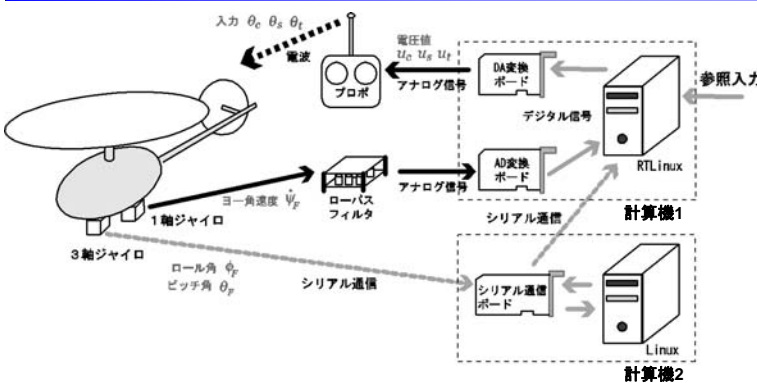 入力 θc θs θt
電波
プロポ
電圧値
uc us ut
アナログ信号
DA変換
ボード
デジタル信号
参照入力
RTLinux
計算機1
AD変換
ボード
アナログ信号
ローパス
フィルタ
ヨー角速度 ψ̇F
1軸ジャイロ
3軸ジャイロ
ロール角 ϕF
ピッチ角 θF
シリアル通信
シリアル通信
シリアル通信
ボード
Linux
計算機2